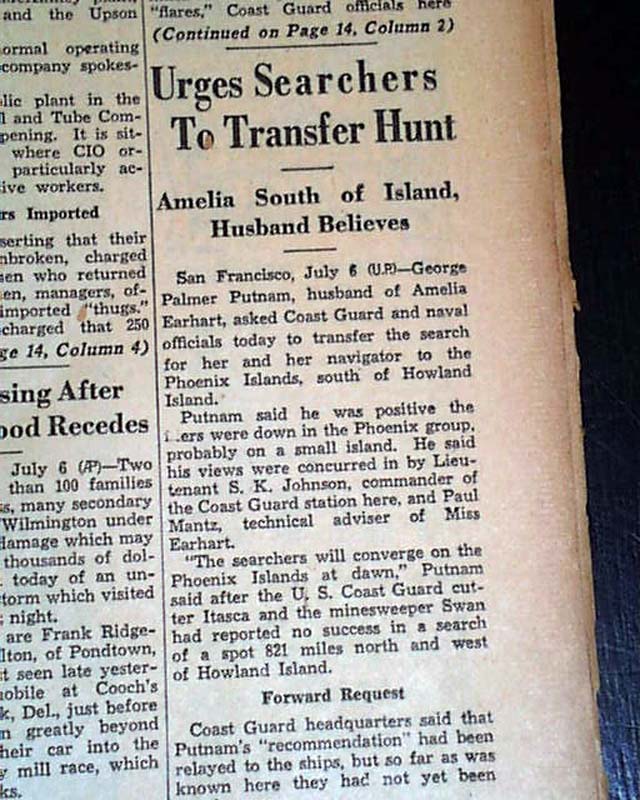 and the Upson
ormal operating
company spokes-
lic plant in the
l and Tube Com-
pening. It is sit-
where CIO or-
particularly ac-
ive workers.
rs Imported
serting that their
nbroken, charged
sen who returned
en, managers, of-
imported "thugs."
charged that 250
ge 14, Column 4)
sing After
ood Recedes
July 6 (AP)—Two
than 100 families
ss, many secondary
Wilmington under
damage which may
thousands of dol-
today of an un-
torm which visited
night.
are Frank Ridge-
lton, of Pondtown,
t seen late yester-
mobile at Cooch's
k, Del., just before
n greatly beyond
heir car into the
y mill race, which
ks.
"flares," Coast Guard officials here
(Continued on Page 14, Column 2)
Urges Searchers
To Transfer Hunt
Amelia South of Island,
Husband Believes
San Francisco, July 6 (U.P.)—George
Palmer Putnam, husband of Amelia
Earhart, asked Coast Guard and naval
officials today to transfer the search
for her and her navigator to the
Phoenix Islands, south of Howland
Island.
Putnam said he was positive the
ers were down in the Phoenix group,
probably on a small island. He said
his views were concurred in by Lieu-
tenant S. K. Johnson, commander of
the Coast Guard station here, and Paul
Mantz, technical adviser of Miss
Earhart.
"The searchers will converge on the
Phoenix Islands at dawn," Putnam
said after the U. S. Coast Guard cut-
ter Itasca and the minesweeper Swan
had reported no success in a search
of a spot 821 miles north and west
of Howland Island.
Forward Request
Coast Guard headquarters said that
Putnam's "recommendation" had been
relayed to the ships, but so far as was
known here they had not yet been